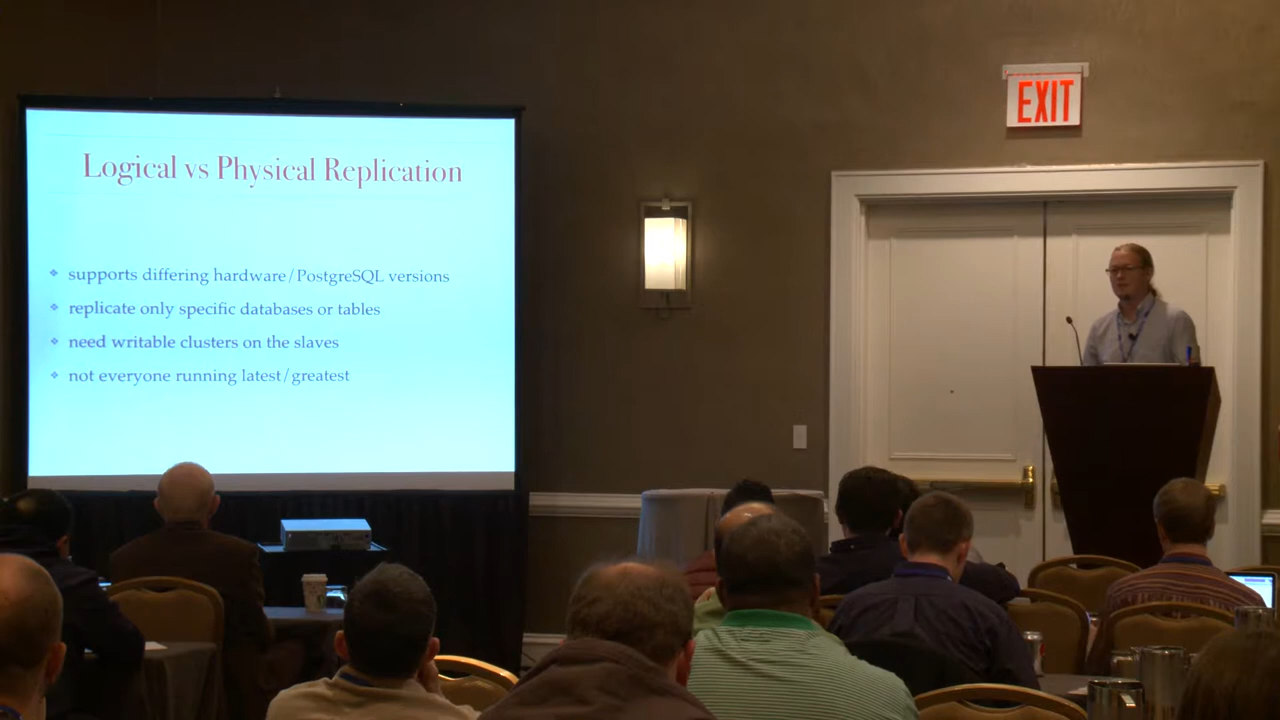 Logical vs Physical Replication
supports differing hardware/PostgreSQL versions
replicate only specific databases or tables
need writable clusters on the slaves
not everyone running latest/greatest
EXIT